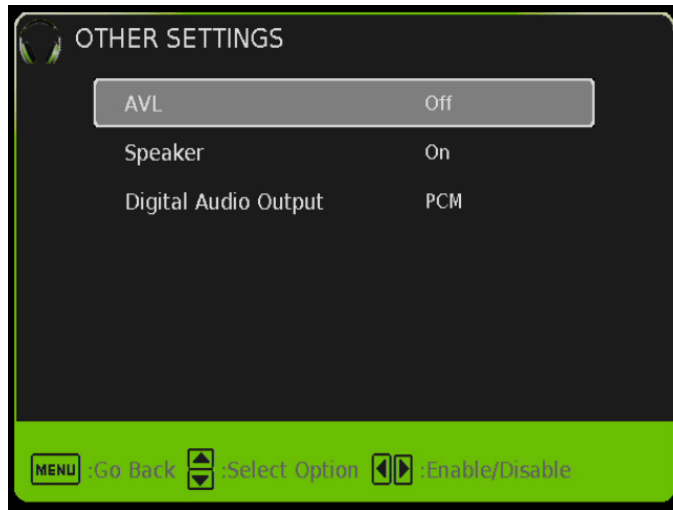 OTHER SETTINGS
AVL Off
Speaker On
Digital Audio Output PCM
MENU :Go Back :Select Option :Enable/Disable